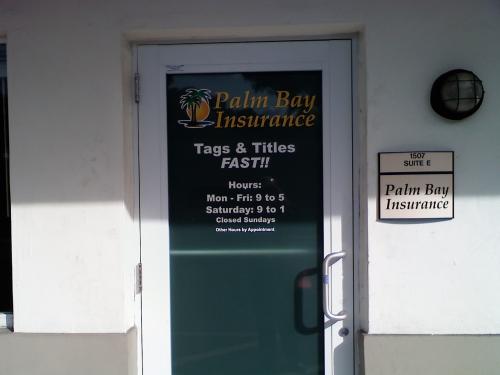 Palm Bay
Insurance
Tags & Titles
FAST!!
Hours:
Mon - Fri: 9 to 5
Saturday: 9 to 1
Closed Sundays
Other Hours by Appointment
1507
SUITE E
Palm Bay
Insurance